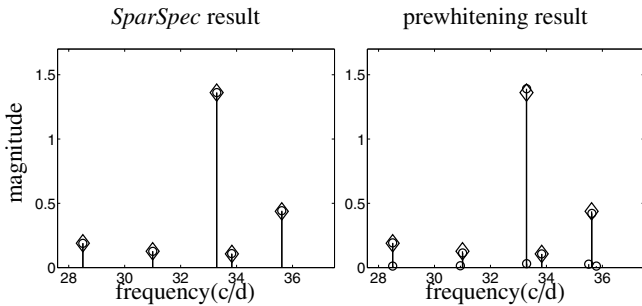 SparSpec result
prewhitening result
magnitude
1.5
1
0.5
0
28 30 32 34 36
frequency(c/d)
1.5
1
0.5
0
28 30 32 34 36
frequency(c/d)